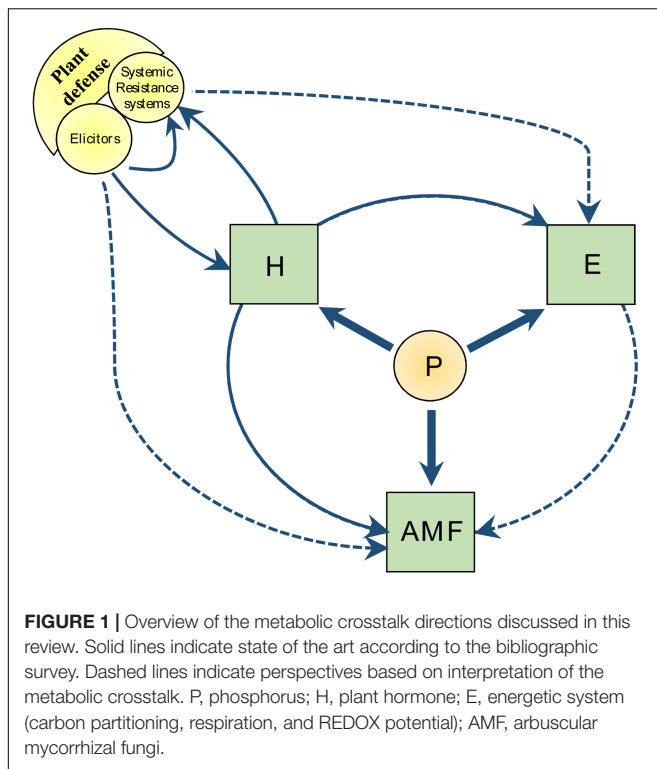 Plant
defense
Systemic
Resistance
systems
Elicitors
H
E
P
AMF
FIGURE 1 | Overview of the metabolic crosstalk directions discussed in this
review. Solid lines indicate state of the art according to the bibliographic
survey. Dashed lines indicate perspectives based on interpretation of the
metabolic crosstalk. P, phosphorus; H, plant hormone; E, energetic system
(carbon partitioning, respiration, and REDOX potential); AMF, arbuscular
mycorrhizal fungi.